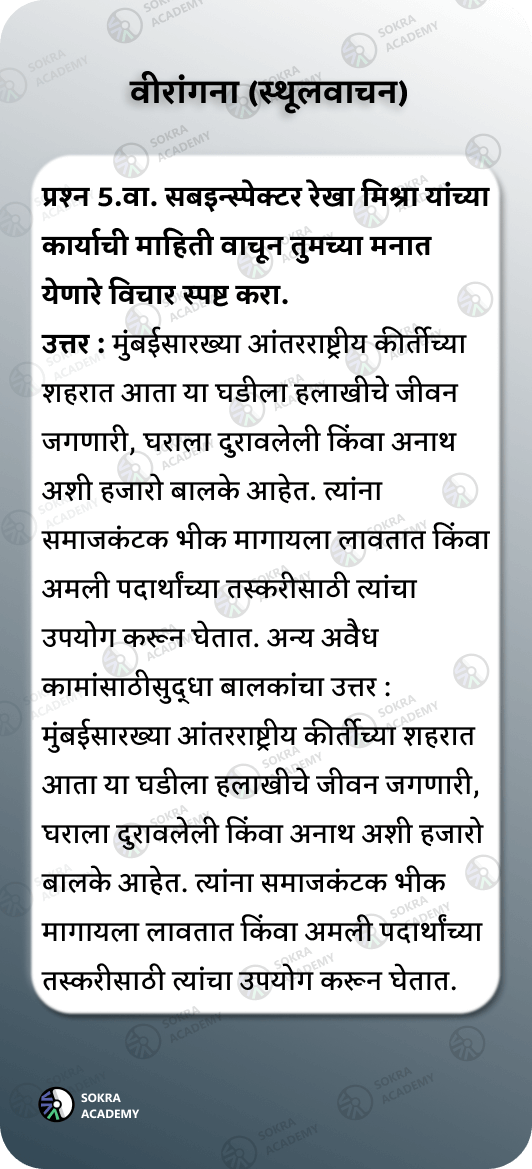 वीरांगना (स्थूलवाचन)
प्रश्न 5.वा. सबइन्स्पेक्टर रेखा मिश्रा यांच्या
कार्याची माहिती वाचून तुमच्या मनात
येणारे विचार स्पष्ट करा.
उत्तर : मुंबईसारख्या आंतरराष्ट्रीय कीर्तीच्या
शहरात आता या घडीला हलाखीचे जीवन
जगणारी, घराला दुरावलेली किंवा अनाथ
अशी हजारो बालके आहेत. त्यांना
समाजकंटक भीक मागायला लावतात किंवा
अमली पदार्थांच्या तस्करीसाठी त्यांचा
उपयोग करून घेतात. अन्य अवैध
कामांसाठीसुद्धा बालकांचा उत्तर :
मुंबईसारख्या आंतरराष्ट्रीय कीर्तीच्या शहरात
आता या घडीला हलाखीचे जीवन जगणारी,
घराला दुरावलेली किंवा अनाथ अशी हजारो
बालके आहेत. त्यांना समाजकंटक भीक
मागायला लावतात किंवा अमली पदार्थांच्या
तस्करीसाठी त्यांचा उपयोग करून घेतात.
SOKRA
ACADEMY